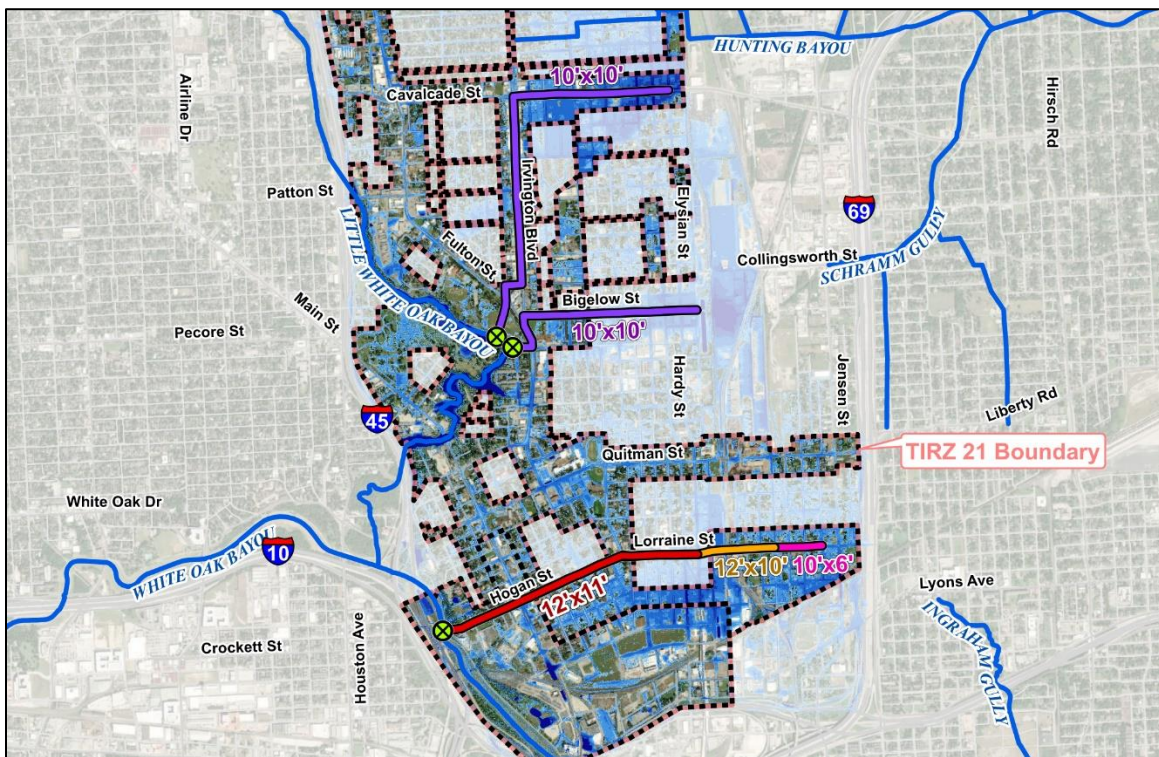 HUNTING BAYOU
10'x10'
Cavalcade St
Airline Dr
Hirsch Rd
Irvington Blvd
Patton St
Elysian St
69
LITTLE WHITE OAK BAYOU
Fulton St
Collingsworth St
SCHRAMM GULLY
Main St
Bigelow St
10'x10'
Pecore St
Hardy St
Jensen St
Liberty Rd
45
Quitman St
TIRZ 21 Boundary
White Oak Dr
WHITE OAK BAYOU
10
Lorraine St
12'x10'
10'x6'
Hogan St
12'x11'
Lyons Ave
INGRAHAM GULLY
Crockett St
Houston Ave